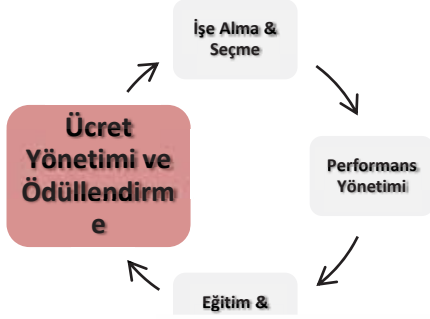 İşe Alma &
Seçme
Ücret
Yönetimi ve
Ödüllendirm
e
Performans
Yönetimi
Eğitim &